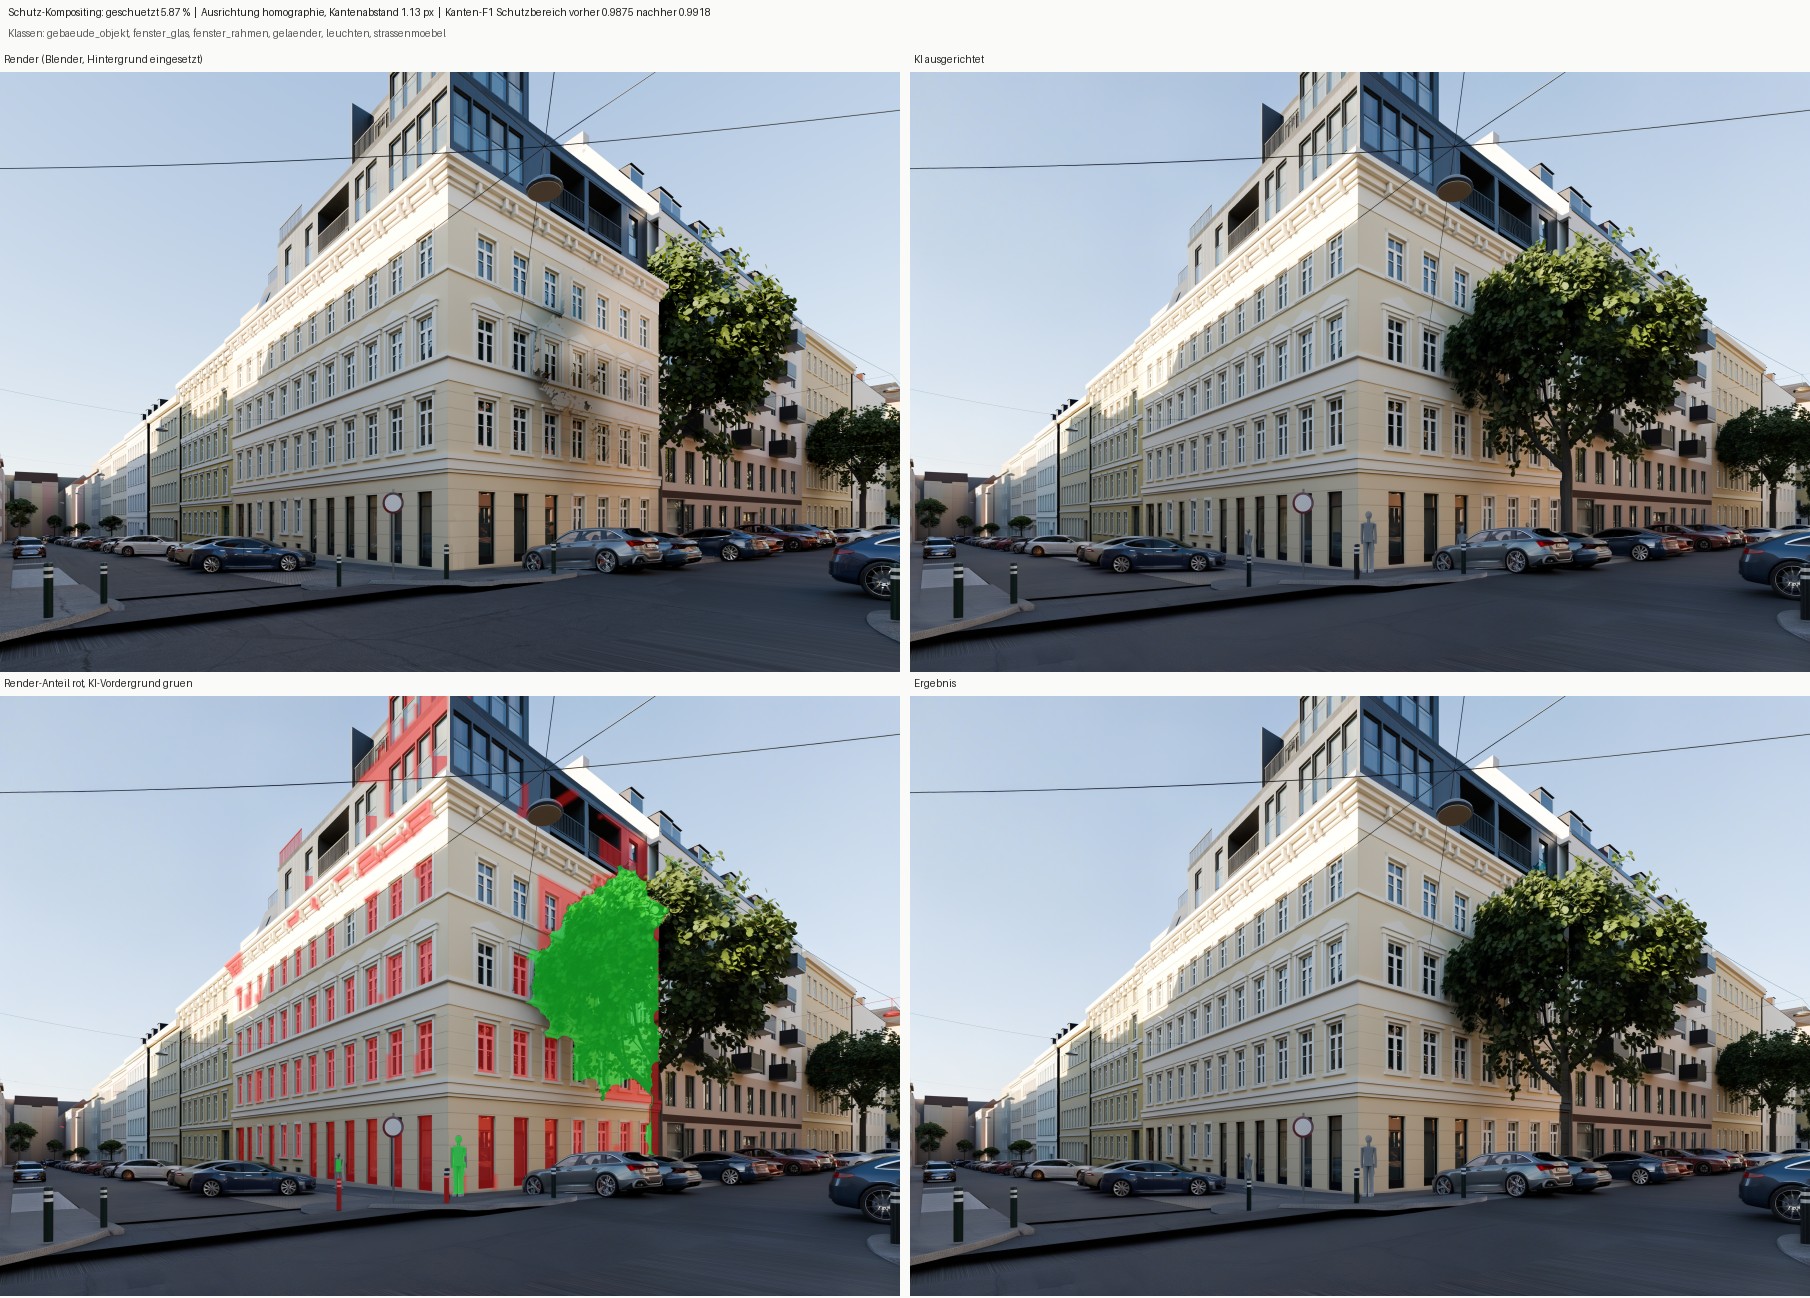 Schutz-Kompositing: geschuetzt 5.87 % | Ausrichtung homographie, Kantenabstand 1.13 px | Kanten-F1 Schutzbereich vorher 0.9875 nachher 0.9918
Klassen: gebaeude_objekt, fenster_glas, fenster_rahmen, gelaender, leuchten, strassenmoebel
Render (Blender, Hintergrund eingesetzt)
KI ausgerichtet
Render-Anteil rot, KI-Vordergrund gruen
Ergebnis